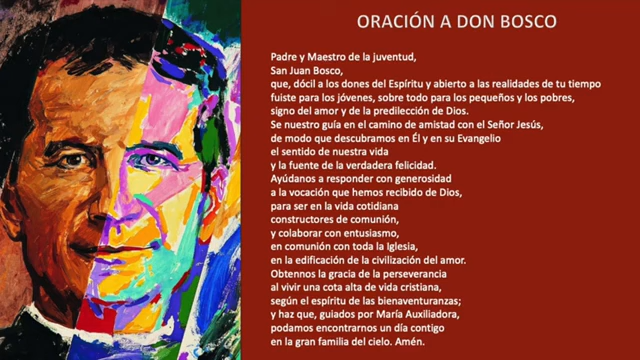 ORACIÓN A DON BOSCO
Padre y Maestro de la juventud,
San Juan Bosco,
que, dócil a los dones del Espíritu y abierto a las realidades de tu tiempo
fuiste para los jóvenes, sobre todo para los pequeños y los pobres,
signo del amor y de la predilección de Dios.
Se nuestro guía en el camino de amistad con el Señor Jesús,
de modo que descubramos en Él y en su Evangelio
el sentido de nuestra vida
y la fuente de la verdadera felicidad.
Ayúdanos a responder con generosidad
a la vocación que hemos recibido de Dios,
para ser en la vida cotidiana
constructores de comunión,
y colaborar con entusiasmo,
en comunión con toda la Iglesia,
en la edificación de la civilización del amor.
Obtennos la gracia de la perseverancia
al vivir una cota alta de vida cristiana,
según el espíritu de las bienaventuranzas;
y haz que, guiados por María Auxiliadora,
podamos encontrarnos un día contigo
en la gran familia del cielo. Amén.